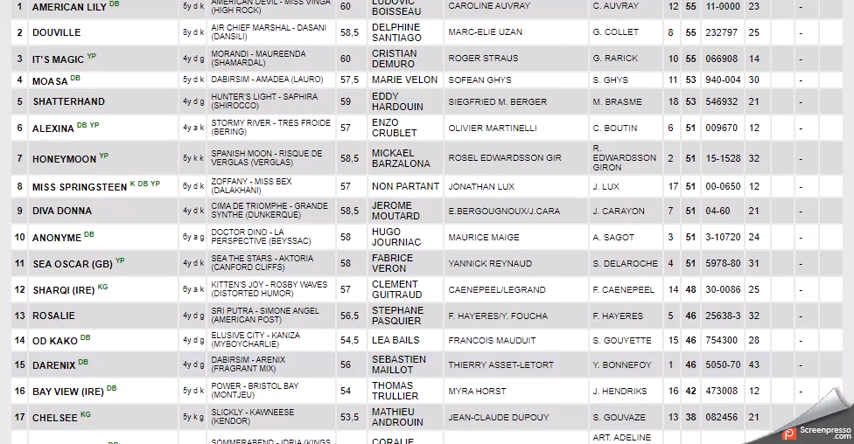 1 AMERICAN LILY DB 5y d k AMERICAN DEVIL - MISS VINGA (HIGH ROCK) 60 LUDOVIC BOISSEAU CAROLINE AUVRAY C. AUVRAY 12 55 11-0000 23 -
2 DOUVILLE 8y d k AIR CHIEF MARSHAL - DASANI (DANSILI) 58,5 DELPHINE SANTIAGO MARC-ELIE UZAN G. COLLET 8 55 232797 25 -
3 IT'S MAGIC YP 4y d g MORANDI - MAUREENDA (SHAMARDAL) 60 CRISTIAN DEMURO ROGER STRAUS G. RARICK 10 55 066908 14 -
4 MOASA DB 5y d k DABIRSIM - AMADEA (LAURO) 57,5 MARIE VELON SOFEAN GHYS S. GHYS 11 53 940-004 30 -
5 SHATTERHAND 4y d g HUNTER'S LIGHT - SAPHIRA (SHIROCCO) 59 EDDY HARDOUIN SIEGFRIED M. BERGER M. BRASME 18 53 546932 21 -
6 ALEXINA DB YP 4y a k STORMY RIVER - TRES FROIDE (BERING) 57 ENZO CRUBLET OLIVIER MARTINELLI C. BOUTIN 6 51 009670 12 -
7 HONEYMOON YP 5y k k SPANISH MOON - RISQUE DE VERGLAS (VERGLAS) 58,5 MICKAEL BARZALONA ROSEL EDWARDSSON GIR R. EDWARDSSON GIRON 2 51 15-1528 32 -
8 MISS SPRINGSTEEN K DB YP 6y d k ZOFFANY - MISS BEX (DALAKHANI) 57 NON PARTANT JONATHAN LUX J. LUX 17 51 00-0650 12 -
9 DIVA DONNA 4y d k CIMA DE TRIOMPHE - GRANDE SYNTHE (DUNKERQUE) 58,5 JEROME MOUTARD E.BERGOUGNOUX/J.CARA J. CARAYON 7 51 04-60 21 -
10 ANONYME DB 6y a g DOCTOR DINO - LA PERSPECTIVE (BEYSSAC) 58 HUGO JOURNIAC MAURICE MAIGE A. SAGOT 3 51 3-10720 24 -
11 SEA OSCAR (GB) YP 4y d k SEA THE STARS - AKTORIA (CANFORD CLIFFS) 58 FABRICE VERON YANNICK REYNAUD S. DELAROCHE 4 51 5978-80 31 -
12 SHARQI (IRE) KG 6y a k KITTEN'S JOY - ROSBY WAVES (DISTORTED HUMOR) 57 CLEMENT GUITRAUD CAENEPEEL/LEGRAND F. CAENEPEEL 14 48 30-0086 25 -
13 ROSALIE 4y d g SRI PUTRA - SIMONE ANGEL (AMERICAN POST) 56,5 STEPHANE PASQUIER F. HAYERES/Y. FOUCHA F. HAYERES 5 46 25638-3 32 -
14 OD KAKO DB 4y d g ELUSIVE CITY - KANIZA (MYBOYCHARLIE) 54,5 LEA BAILS FRANCOIS MAUDUIT S. GOUYETTE 15 46 754300 28 -
15 DARENIX DB 4y d g DABIRSIM - ARENIX (FRAGRANT MIX) 56 SEBASTIEN MAILLOT THIERRY ASSET-LETORT Y. BONNEFOY 1 46 5050-70 43 -
16 BAY VIEW (IRE) DB 5y d k POWER - BRISTOL BAY (MONTJEU) 54 THOMAS TRULLIER MYRA HORST J. HENDRIKS 16 42 473008 12 -
17 CHELSEE KG 5y k g SLICKLY - KAWNEESE (KENDOR) 53,5 MATHIEU ANDROUIN JEAN-CLAUDE DUPOUY S. GOUVAZE 13 38 082456 21 -
DB SOMMERABEND - IDRIA (KINGS CORALIE ART. ADELINE
Screenpresso
.com